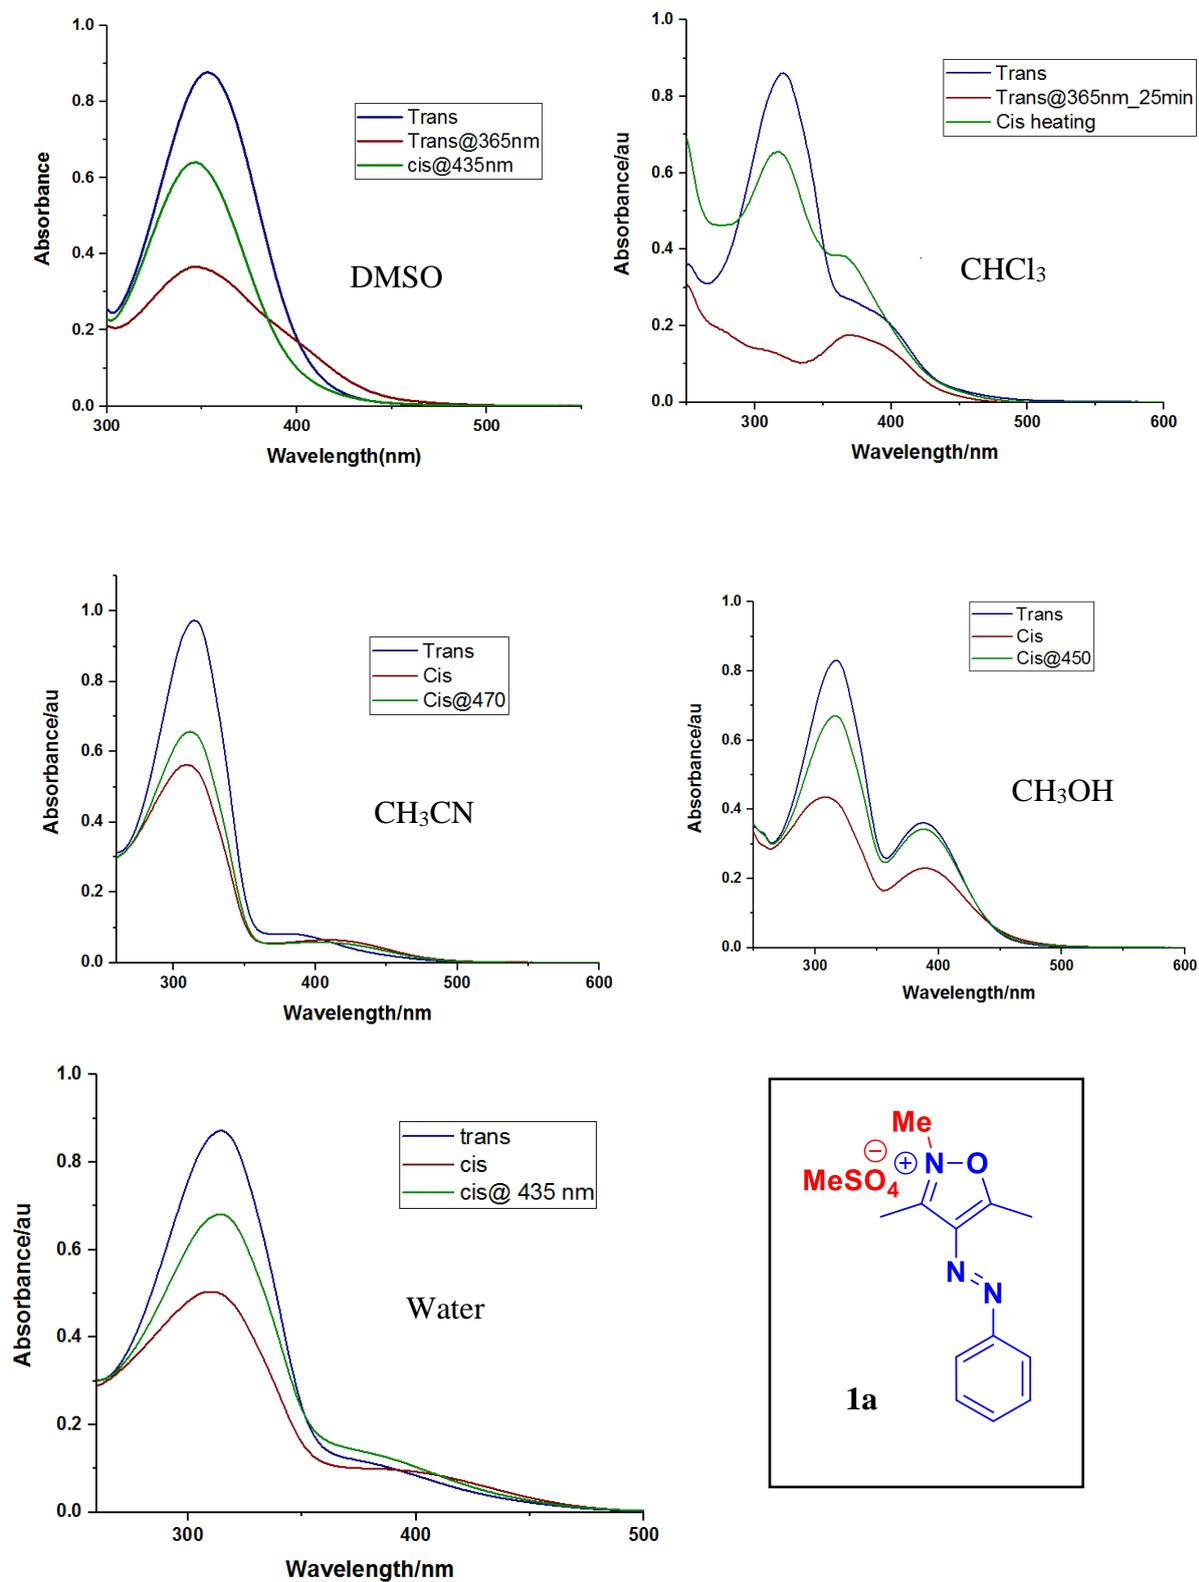 1.0
0.8
0.6
0.4
0.2
0.0
300
400
500
Absorbance
Wavelength(nm)
Trans
Trans@365nm
cis@435nm
DMSO
1.0
0.8
0.6
0.4
0.2
0.0
300
400
500
600
Absorbance/au
Wavelength/nm
Trans
Trans@365nm_25min
Cis heating
CHCl3
1.0
0.8
0.6
0.4
0.2
0.0
300
400
500
600
Absorbance/au
Wavelength/nm
Trans
Cis
Cis@470
CH3CN
1.0
0.8
0.6
0.4
0.2
0.0
300
400
500
600
Absorbance/au
Wavelength/nm
Trans
Cis
Cis@450
CH3OH
1.0
0.8
0.6
0.4
0.2
0.0
300
400
500
Absorbance/au
Wavelength/nm
trans
cis
cis@ 435 nm
Water
Me
− + N O
MeSO4
N
N
1a